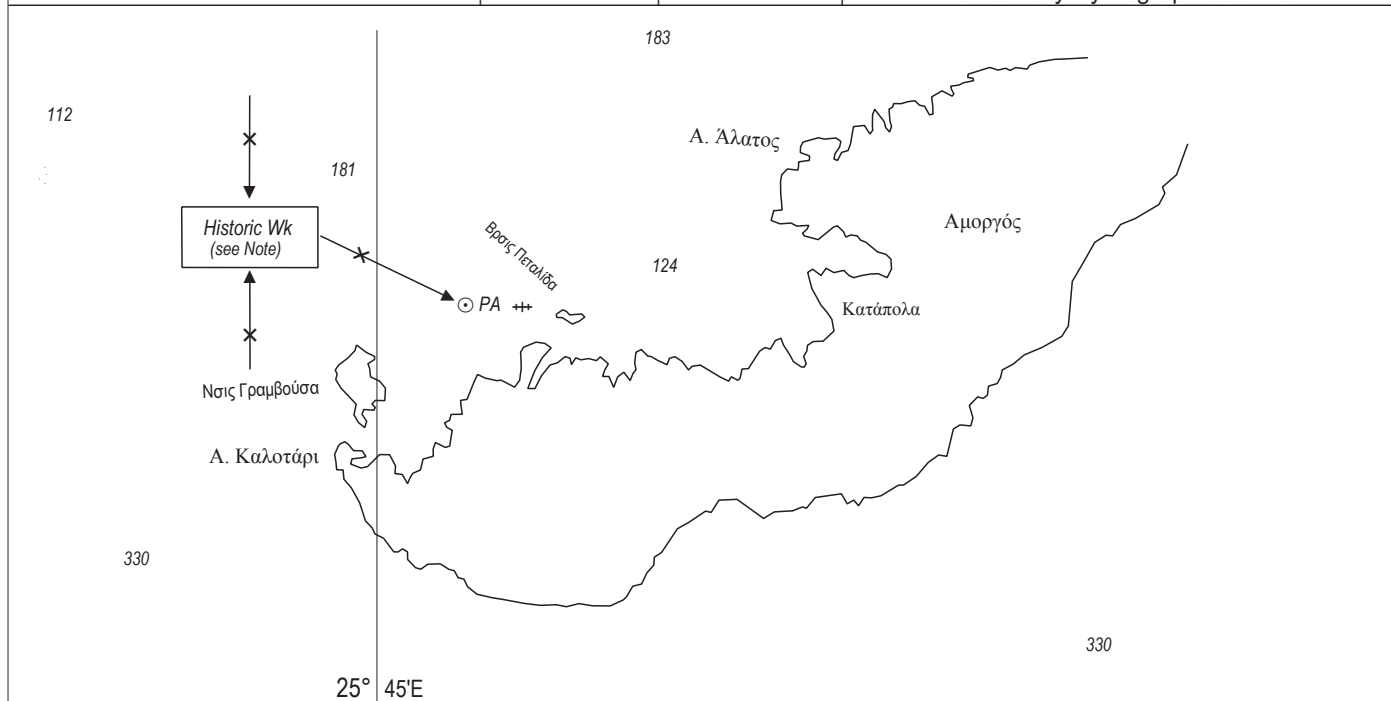 183
112
Α. Άλατος
181
Historic Wk
(see Note)
Αμοργός
Βρσις Πεταλίδα
124
PA
Κατάπολα
Νσις Γραμβούσα
Α. Καλοτάρι
330
330
25° 45'E